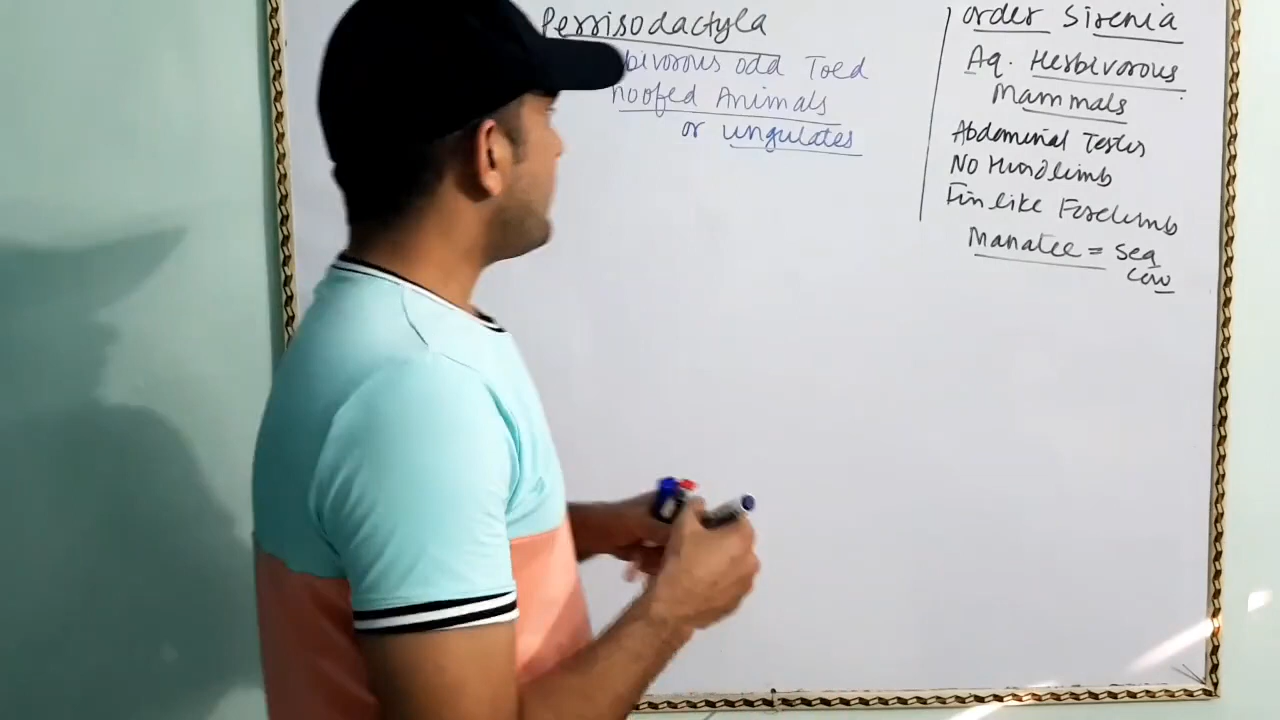 Perrisodactyla
bivorous odd Toed
hoofed Animals
or ungulates
order Sirenia
Aq. Herbivorous
Mammals
Abdominal Testes
No Hindlimb
Fin like Forelimb
Manatee = Sea
Cow